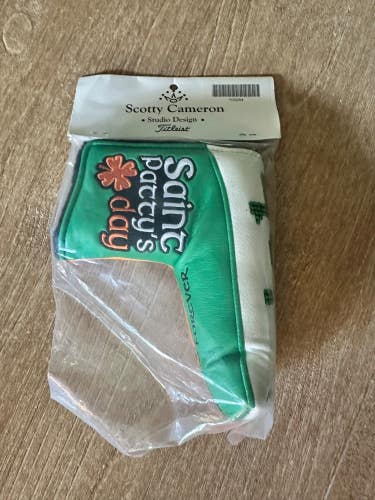 Scotty Cameron
• Studio Design •
Titleist
Saint
patty's
day
FOREVER